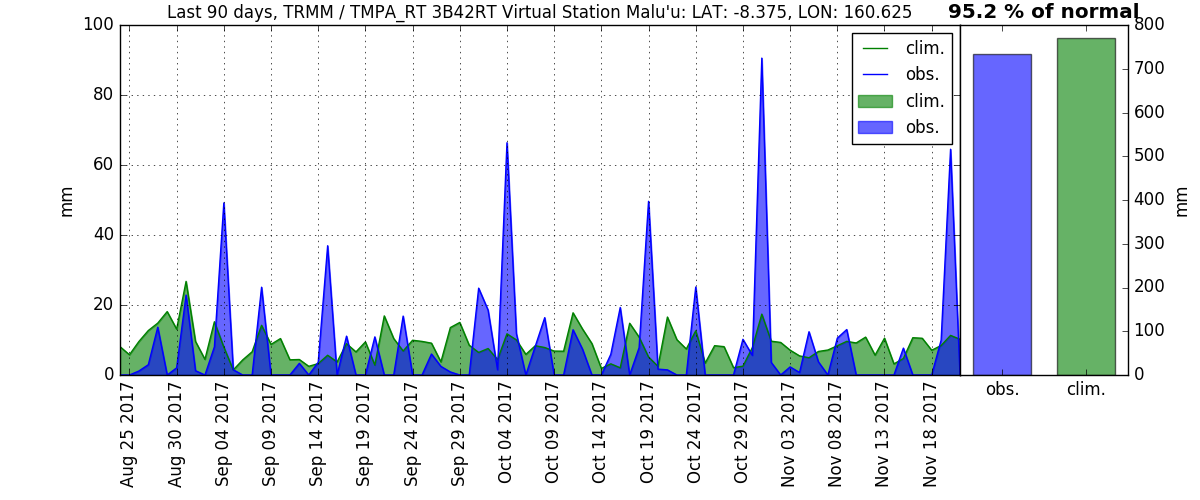 Last 90 days, TRMM / TMPA_RT 3B42RT Virtual Station Malu'u: LAT: -8.375, LON: 160.625
95.2 % of normal
100
80
60
40
20
0
mm
clim.
obs.
clim.
obs.
800
700
600
500
400
300
200
100
0
mm
Aug 25 2017
Aug 30 2017
Sep 04 2017
Sep 09 2017
Sep 14 2017
Sep 19 2017
Sep 24 2017
Sep 29 2017
Oct 04 2017
Oct 09 2017
Oct 14 2017
Oct 19 2017
Oct 24 2017
Oct 29 2017
Nov 03 2017
Nov 08 2017
Nov 13 2017
Nov 18 2017
obs.
clim.